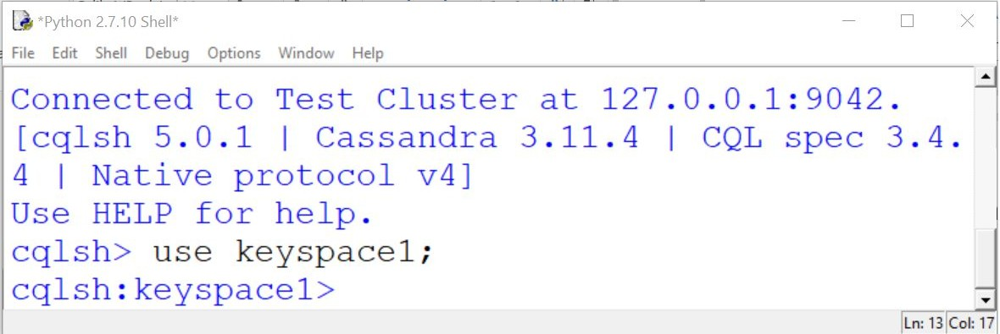 *Python 2.7.10 Shell*
File Edit Shell Debug Options Window Help
Connected to Test Cluster at 127.0.0.1:9042.
[cqlsh 5.0.1 | Cassandra 3.11.4 | CQL spec 3.4.
4 | Native protocol v4]
Use HELP for help.
cqlsh> use keyspace1;
cqlsh:keyspace1>
Ln: 13 Col: 17